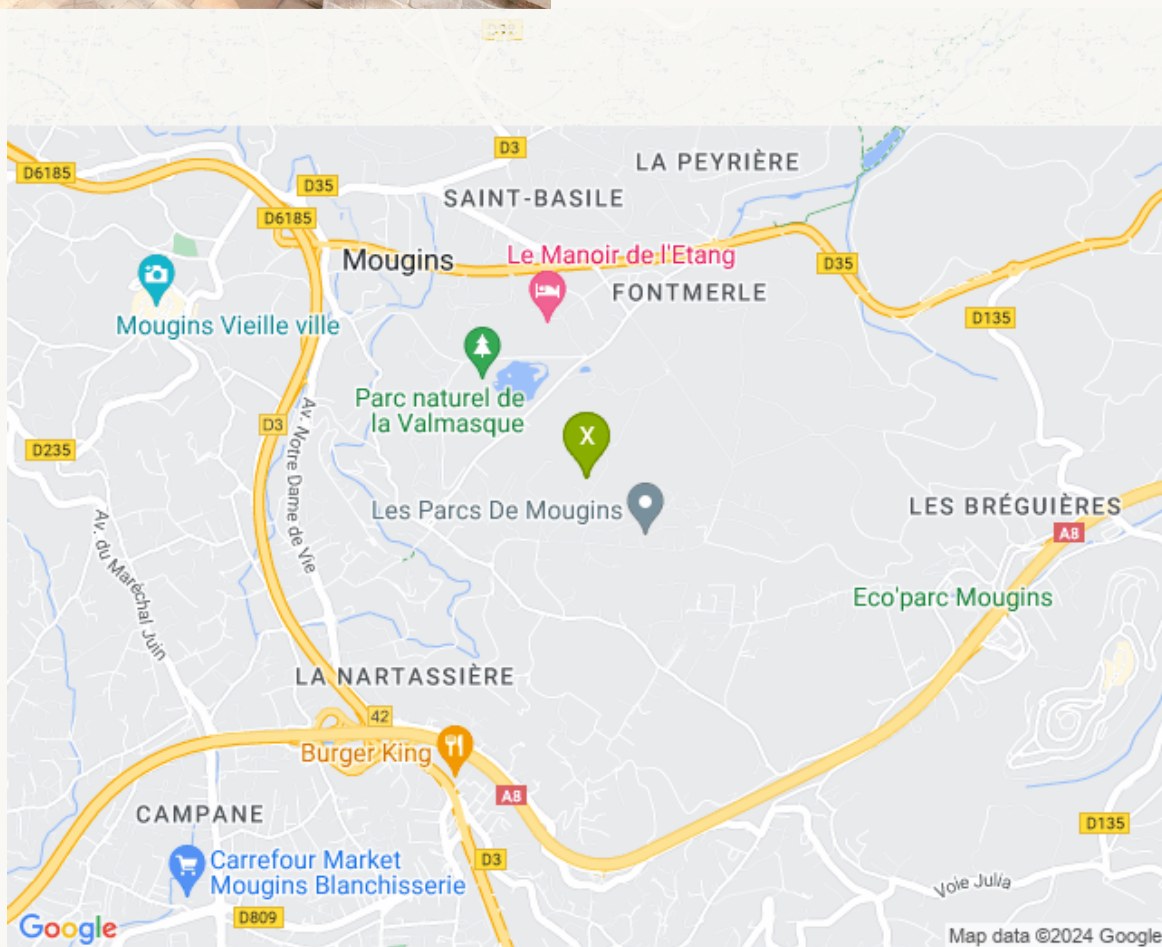 D98
D3
LA PEYRIÈRE
D6185
D35
SAINT-BASILE
D6185
Mougins
Le Manoir de l'Etang
D35
FONTMERLE
Mougins Vieille ville
D135
Parc naturel de
la Valmasque
D3
Av. Notre Dame de Vie
X
D235
Les Parcs De Mougins
LES BRÉGUIÈRES
A8
Av. du Maréchal Juin
Eco'parc Mougins
LA NARTASSIÈRE
42
Burger King
A8
CAMPANE
D135
Carrefour Market
Mougins Blanchisserie
D3
Voie Julia
D809
Google
Map data ©2024 Google